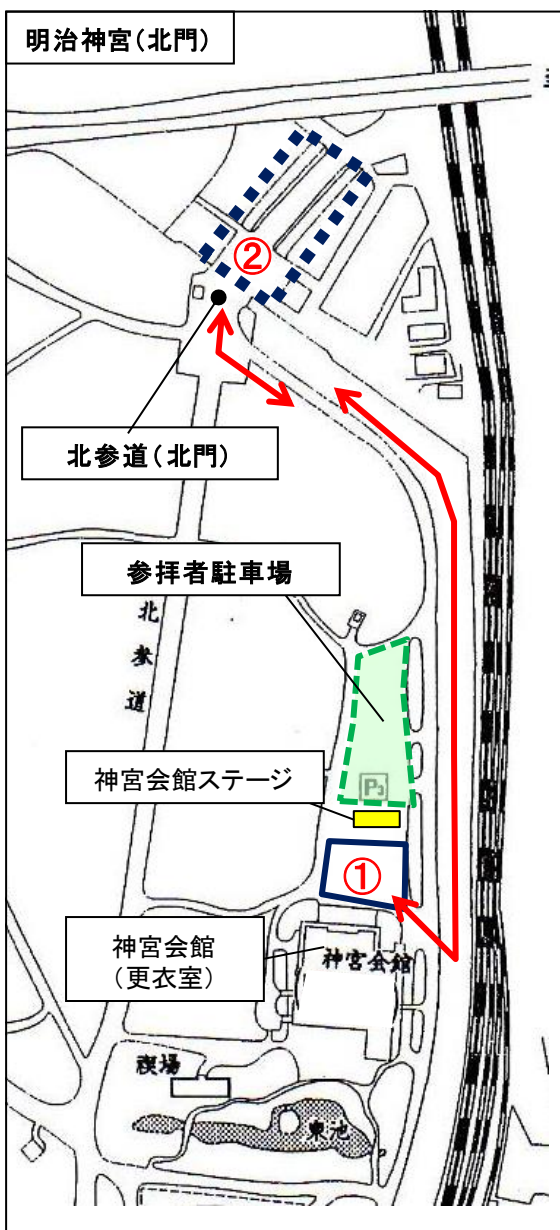 明治神宮(北門)
②
北参道(北門)
参拝者駐車場
北参道
P3
神宮会館ステージ
①
神宮会館
(更衣室)
神宮会館
禊場
東池